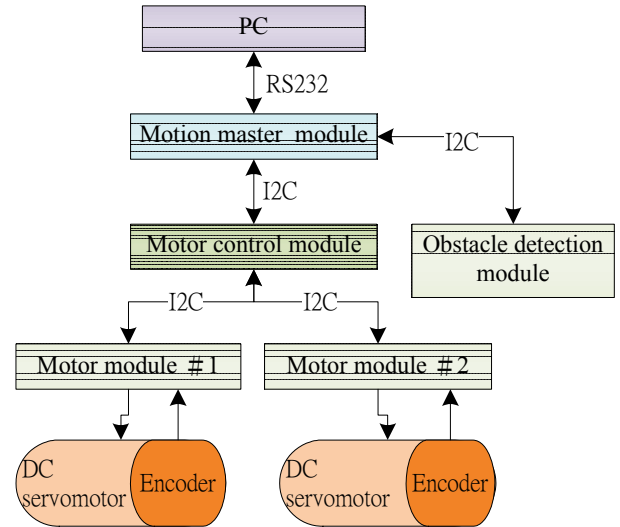 PC
RS232
Motion master module
I2C
I2C
Motor control module
Obstacle detection
module
I2C
I2C
Motor module #1
Motor module #2
DC
servomotor
Encoder
DC
servomotor
Encoder